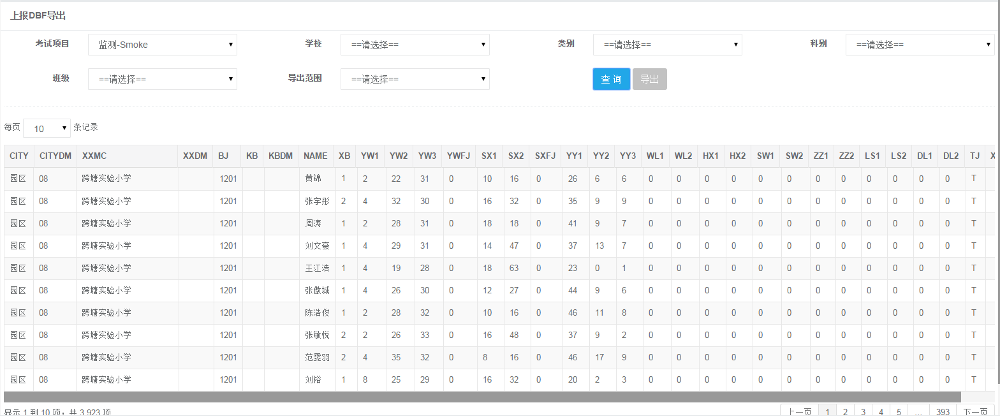 上报DBF导出
考试项目 监测-Smoke 学校 ==请选择== 类别 ==请选择== 科别 ==请选择==
班级 ==请选择== 导出范围 ==请选择== 查 询 导出
每页 10 条记录
CITY CITYDM XXMC XXDM BJ KB KBDM NAME XB YW1 YW2 YW3 YWFJ SX1 SX2 SXFJ YY1 YY2 YY3 WL1 WL2 HX1 HX2 SW1 SW2 ZZ1 ZZ2 LS1 LS2 DL1 DL2 TJ X
园区 08 跨塘实验小学 1201 黄锦 1 2 22 31 0 10 16 0 26 6 6 0 0 0 0 0 0 0 0 0 0 0 0 T
园区 08 跨塘实验小学 1201 张宇彤 2 4 32 30 0 16 32 0 35 9 9 0 0 0 0 0 0 0 0 0 0 0 0 T
园区 08 跨塘实验小学 1201 周涛 1 2 28 31 0 18 18 0 41 9 7 0 0 0 0 0 0 0 0 0 0 0 0 T
园区 08 跨塘实验小学 1201 刘文豪 1 4 29 31 0 14 47 0 37 13 7 0 0 0 0 0 0 0 0 0 0 0 0 T
园区 08 跨塘实验小学 1201 王江浩 1 4 19 28 0 18 63 0 23 0 1 0 0 0 0 0 0 0 0 0 0 0 0 T
园区 08 跨塘实验小学 1201 张傲城 1 4 26 30 0 12 27 0 44 9 6 0 0 0 0 0 0 0 0 0 0 0 0 T
园区 08 跨塘实验小学 1201 陈浩俊 1 2 28 32 0 10 16 0 46 11 8 0 0 0 0 0 0 0 0 0 0 0 0 T
园区 08 跨塘实验小学 1201 张敏悦 2 2 26 33 0 16 48 0 37 9 2 0 0 0 0 0 0 0 0 0 0 0 0 T
园区 08 跨塘实验小学 1201 范雯羽 2 4 35 32 0 8 16 0 46 17 9 0 0 0 0 0 0 0 0 0 0 0 0 T
园区 08 跨塘实验小学 1201 刘裕 1 8 25 29 0 16 32 0 20 2 3 0 0 0 0 0 0 0 0 0 0 0 0 T
显示 1 到 10 项，共 3,923 项 上一页 1 2 3 4 5 ... 393 下一页